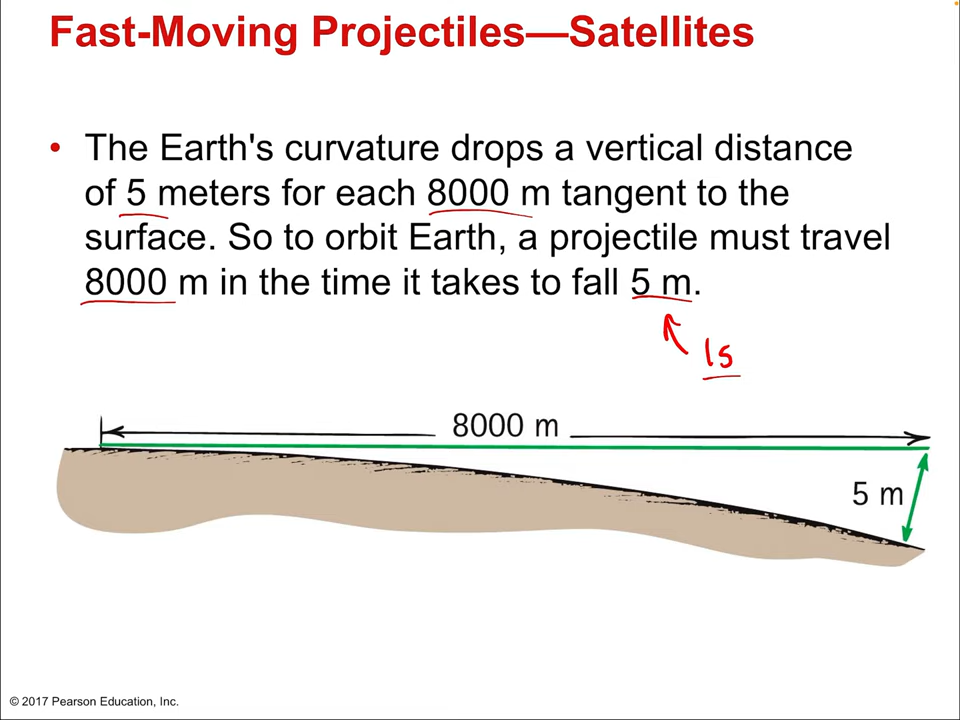 Fast-Moving Projectiles—Satellites
• The Earth's curvature drops a vertical distance
of 5 meters for each 8000 m tangent to the
surface. So to orbit Earth, a projectile must travel
8000 m in the time it takes to fall 5 m.
1s
8000 m
5 m
© 2017 Pearson Education, Inc.